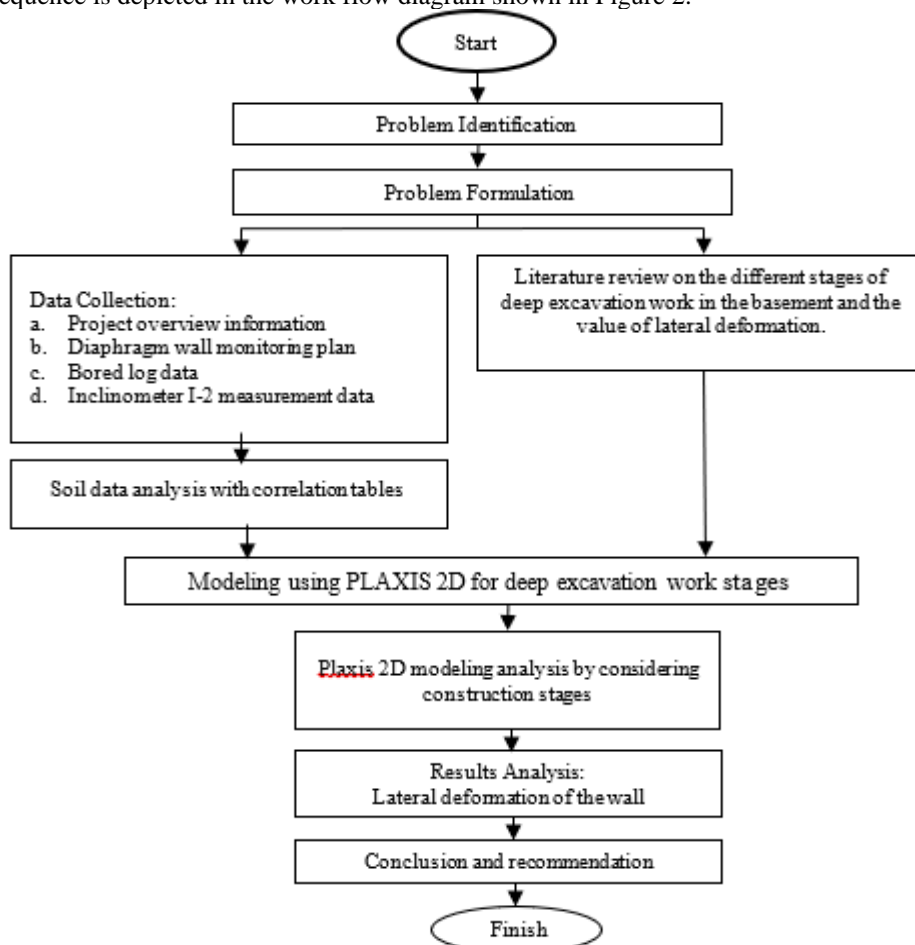 equence is depicted in the work flow diagram shown in Figure 2.
Start
Problem Identification
Problem Formulation
Data Collection:
a. Project overview information
b. Diaphragm wall monitoring plan
c. Bored log data
d. Inclinometer I-2 measurement data
Literature review on the different stages of
deep excavation work in the basement and the
value of lateral deformation.
Soil data analysis with correlation tables
Modeling using PLAXIS 2D for deep excavation work stages
Plaxis 2D modeling analysis by considering
construction stages
Results Analysis:
Lateral deformation of the wall
Conclusion and recommendation
Finish